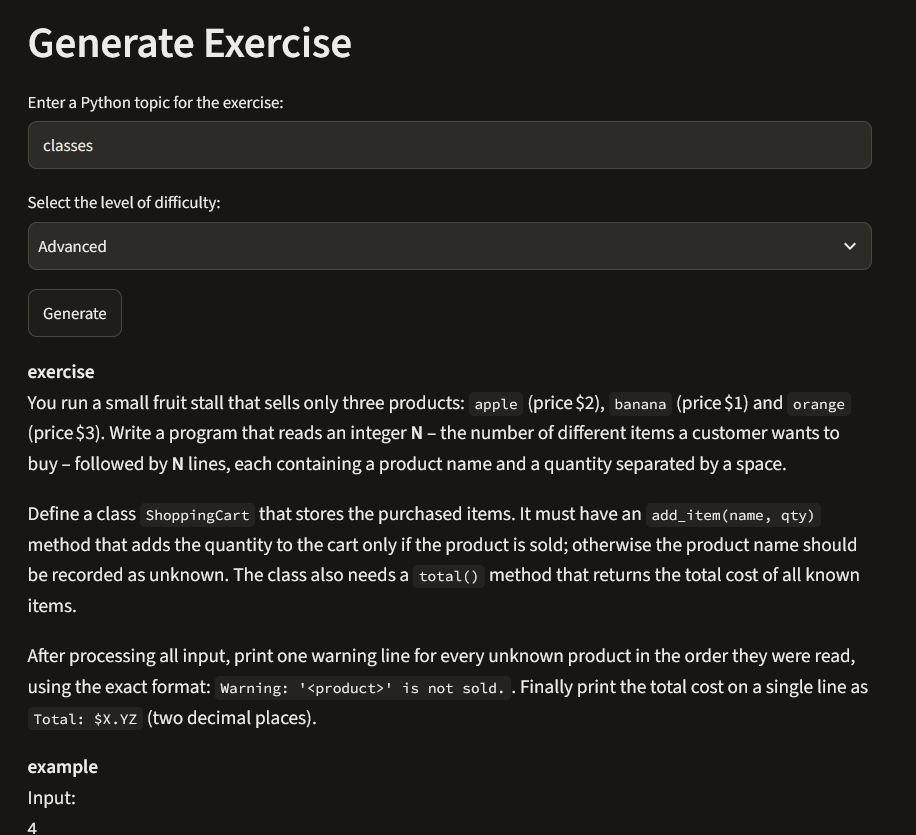 Generate Exercise
Enter a Python topic for the exercise:
classes
Select the level of difficulty:
Advanced
Generate
exercise
You run a small fruit stall that sells only three products: apple (price $2), banana (price $1) and orange
(price $3). Write a program that reads an integer N – the number of different items a customer wants to
buy – followed by N lines, each containing a product name and a quantity separated by a space.
Define a class ShoppingCart that stores the purchased items. It must have an add_item(name, qty)
method that adds the quantity to the cart only if the product is sold; otherwise the product name should
be recorded as unknown. The class also needs a total() method that returns the total cost of all known
items.
After processing all input, print one warning line for every unknown product in the order they were read,
using the exact format: Warning: '<product>' is not sold. . Finally print the total cost on a single line as
Total: $X.YZ (two decimal places).
example
Input:
4